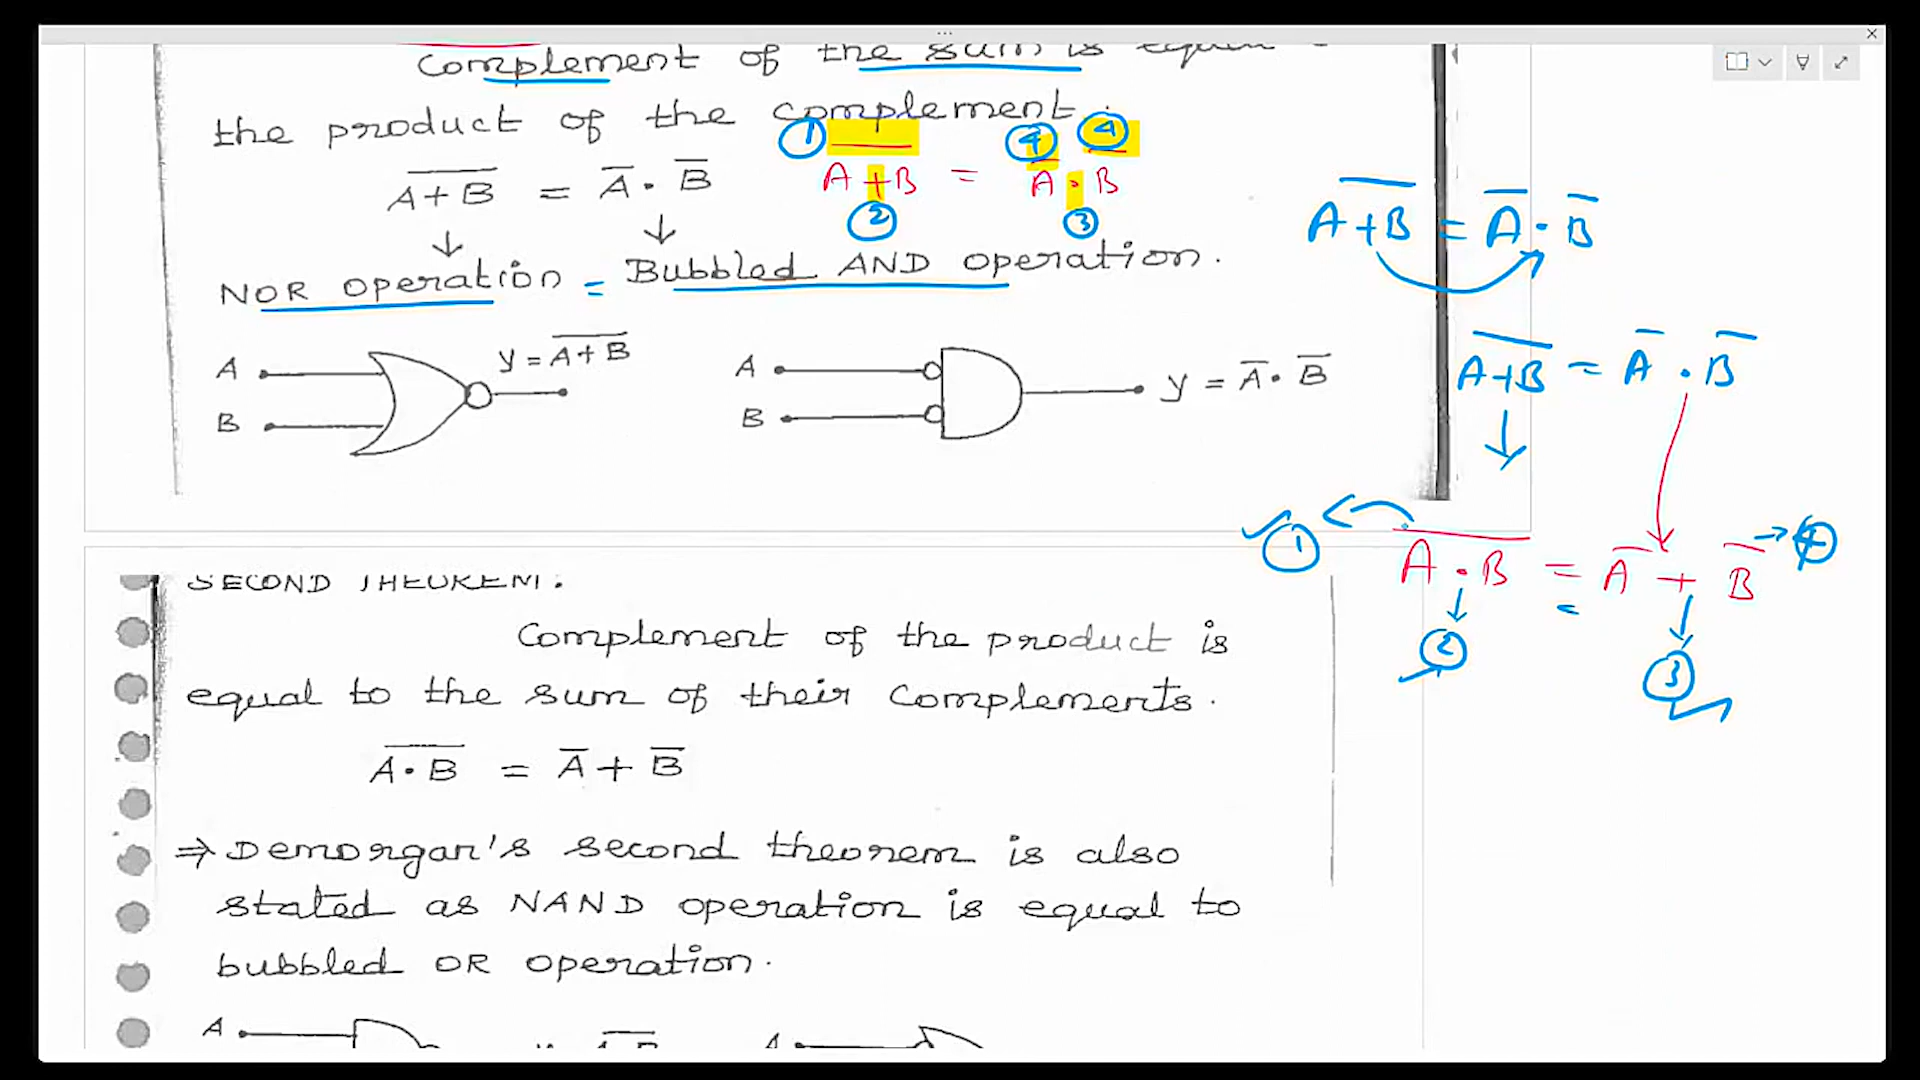 Complement of the sum is equal
the product of the complement.
A̅+̅B̅ = A̅ · B̅
① ④ ④
A̅+̅B̅ = A̅ · B̅
② ③
A̅+̅B̅ = A̅ · B̅
↓ ↓
NOR operation = Bubbled AND operation.
A
B
y = A̅+̅B̅
A
B
y = A̅ · B̅
A̅+̅B̅ = A̅ · B̅
↓
① A̅·̅B̅ = A̅ + B̅ → ④
=
② ③
SECOND THEOREM.
Complement of the product is
equal to the sum of their complements.
A̅·̅B̅ = A̅ + B̅
⇒ Demorgan's second theorem is also
stated as NAND operation is equal to
bubbled OR operation.
A
A